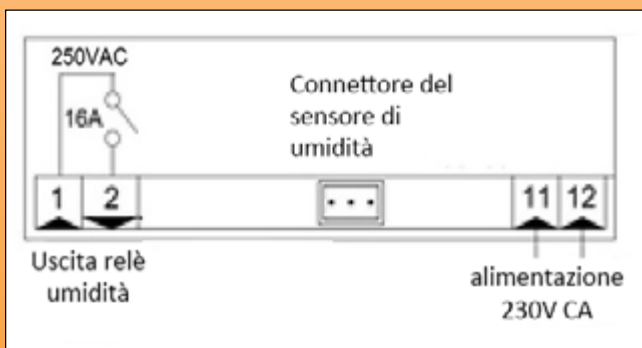 250VAC
16A
Connettore del
sensore di
umidità
1 2
11 12
Uscita relè
umidità
alimentazione
230V CA